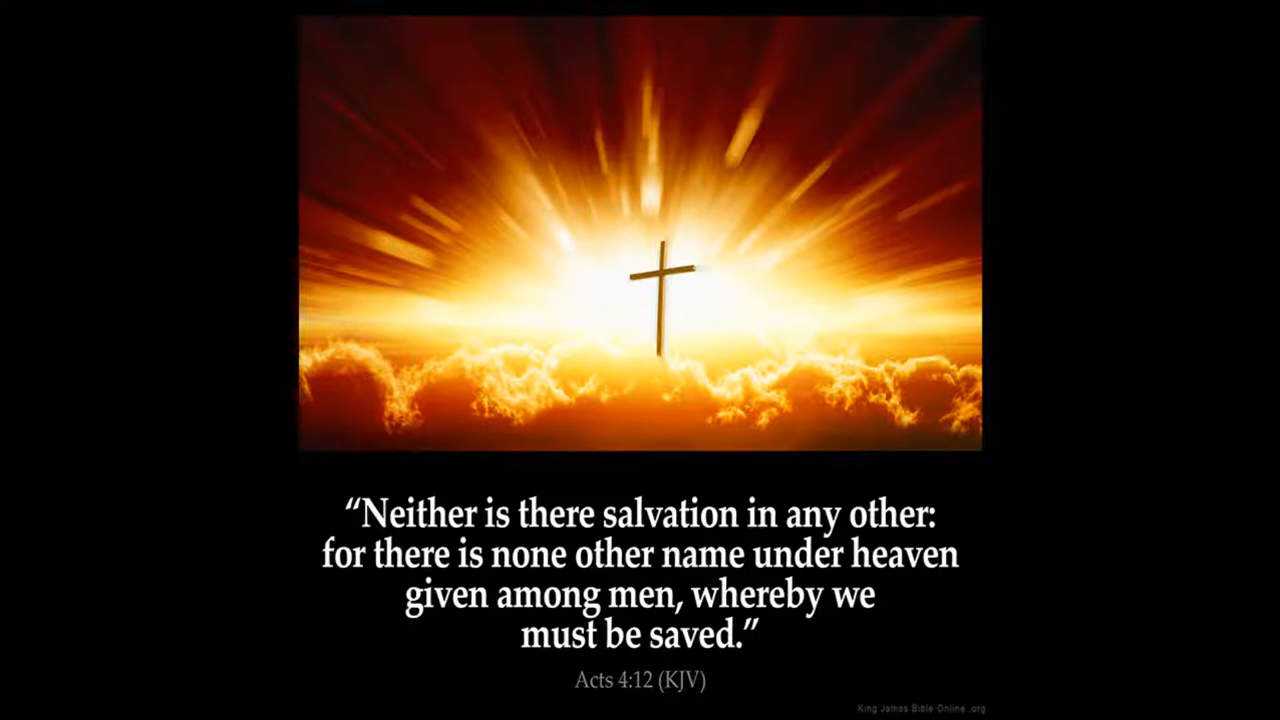 “Neither is there salvation in any other:
for there is none other name under heaven
given among men, whereby we
must be saved.”
Acts 4:12 (KJV)
King James Bible Online .org